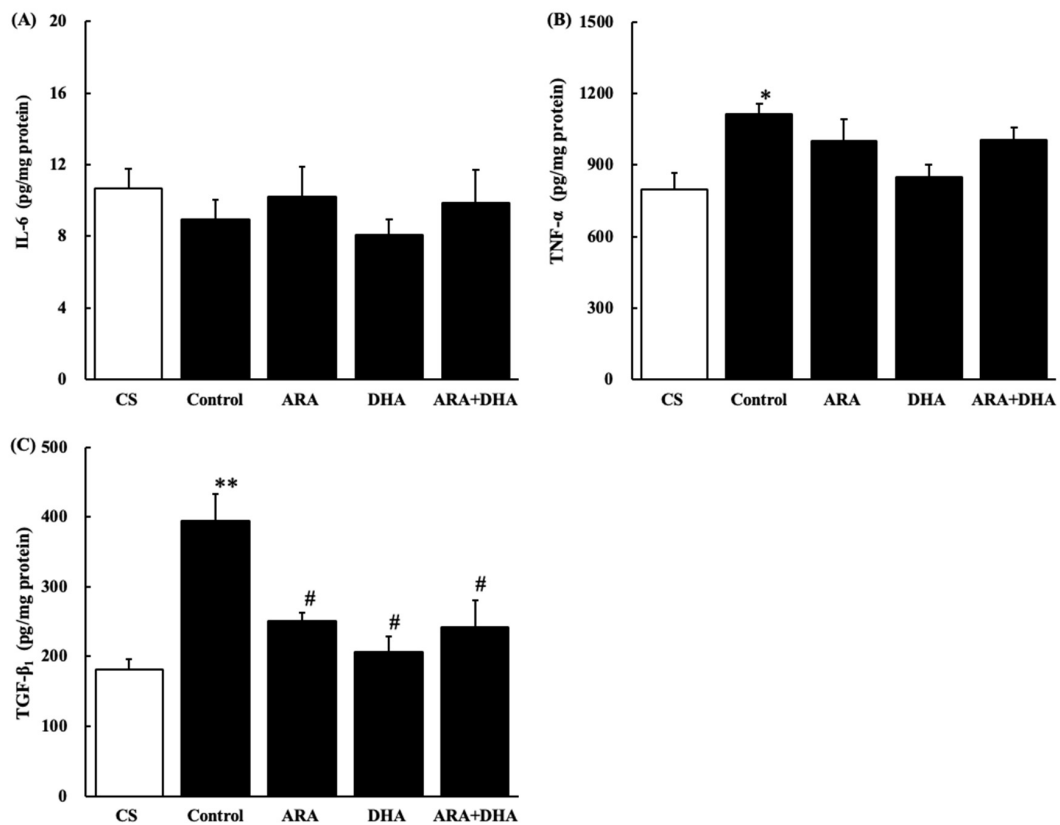 (A)
IL-6 (pg/mg protein)
20
16
12
8
4
0
CS Control ARA DHA ARA+DHA
(B)
TNF-α (pg/mg protein)
1500
1200
*
900
600
300
0
CS Control ARA DHA ARA+DHA
(C)
TGF-β₁ (pg/mg protein)
500
**
400
300
# # #
200
100
0
CS Control ARA DHA ARA+DHA